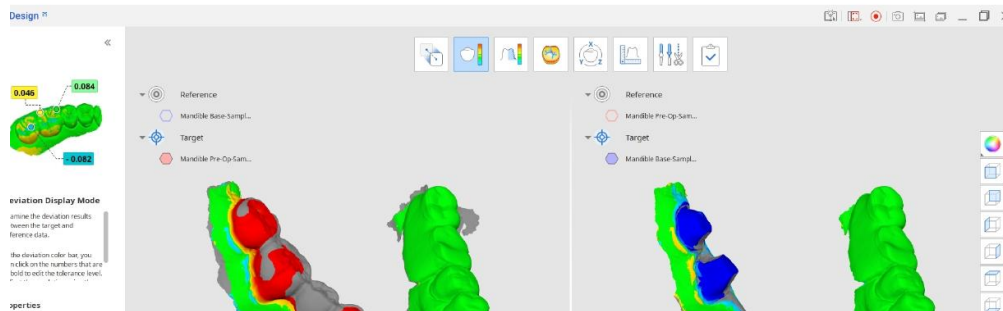 Design
0.046
0.084
- 0.082
eviation Display Mode
amine the deviation results
tween the target and
ference data.
the deviation color bar, you
n click on the numbers that are
bold to edit the tolerance level.
operties
Reference
Mandible Base-Sampl...
Target
Mandible Pre-Op-Sam...
X
Y
Z
Reference
Mandible Pre-Op-Sam...
Target
Mandible Base-Sampl...